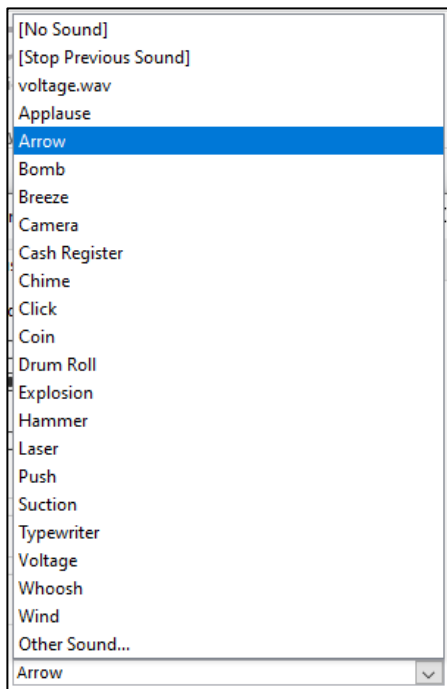 [No Sound]
[Stop Previous Sound]
voltage.wav
Applause
Arrow
Bomb
Breeze
Camera
Cash Register
Chime
Click
Coin
Drum Roll
Explosion
Hammer
Laser
Push
Suction
Typewriter
Voltage
Whoosh
Wind
Other Sound...
Arrow